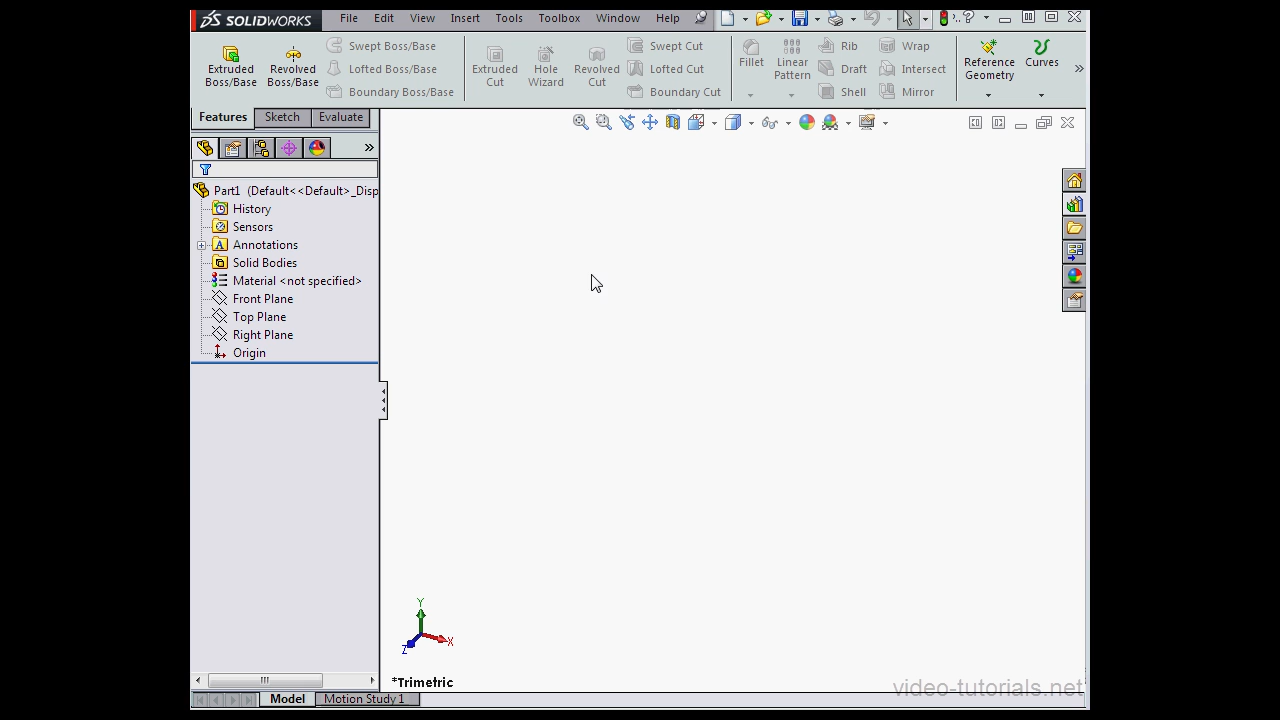 SOLIDWORKS File Edit View Insert Tools Toolbox Window Help
Extruded Boss/Base
Revolved Boss/Base
Swept Boss/Base
Lofted Boss/Base
Boundary Boss/Base
Extruded Cut
Hole Wizard
Revolved Cut
Swept Cut
Lofted Cut
Boundary Cut
Fillet
Linear Pattern
Rib
Draft
Shell
Wrap
Intersect
Mirror
Reference Geometry
Curves
Features Sketch Evaluate
Part1 (Default<<Default>_Disp
History
Sensors
Annotations
Solid Bodies
Material <not specified>
Front Plane
Top Plane
Right Plane
Origin
Y
X
Z
*Trimetric
Model Motion Study 1
video-tutorials.net